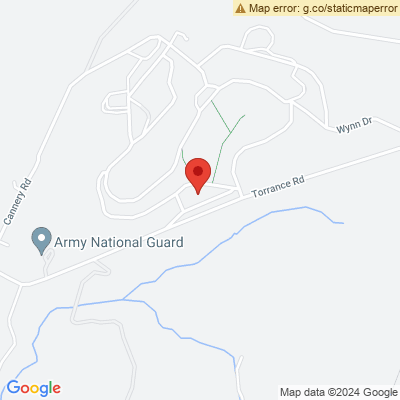 Map error: g.co/staticmaperror
Wynn Dr
Cannery Rd
Torrance Rd
Army National Guard
Google
Map data ©2024 Google